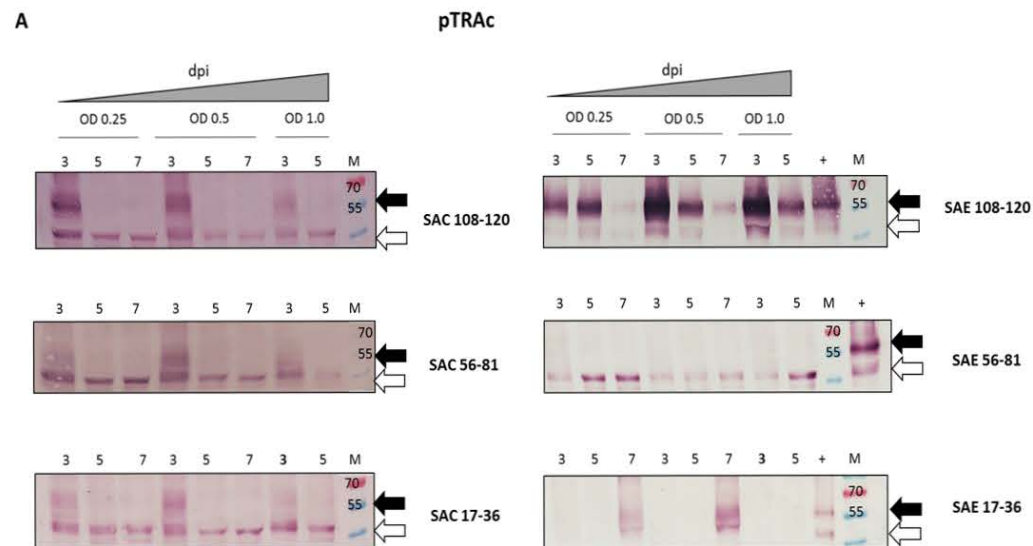 A
pTRAc
dpi
OD 0.25 OD 0.5 OD 1.0
3 5 7 3 5 7 3 5 M
70
55
SAC 108-120
3 5 7 3 5 7 3 5 M
70
55
SAC 56-81
3 5 7 3 5 7 3 5 M
70
55
SAC 17-36
dpi
OD 0.25 OD 0.5 OD 1.0
3 5 7 3 5 7 3 5 + M
70
55
SAE 108-120
3 5 7 3 5 7 3 5 M +
70
55
SAE 56-81
3 5 7 3 5 7 3 5 + M
70
55
SAE 17-36